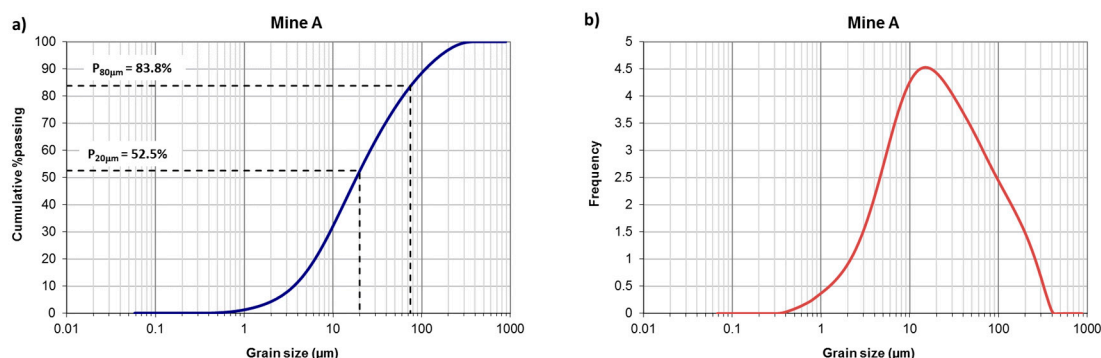 a)
Mine A
100
90
80
70
60
50
40
30
20
10
0
Cumulative %passing
P80µm = 83.8%
P20µm = 52.5%
0.01 0.1 1 10 100 1000
Grain size (µm)
b)
Mine A
5
4.5
4
3.5
3
2.5
2
1.5
1
0.5
0
Frequency
0.01 0.1 1 10 100 1000
Grain size (µm)